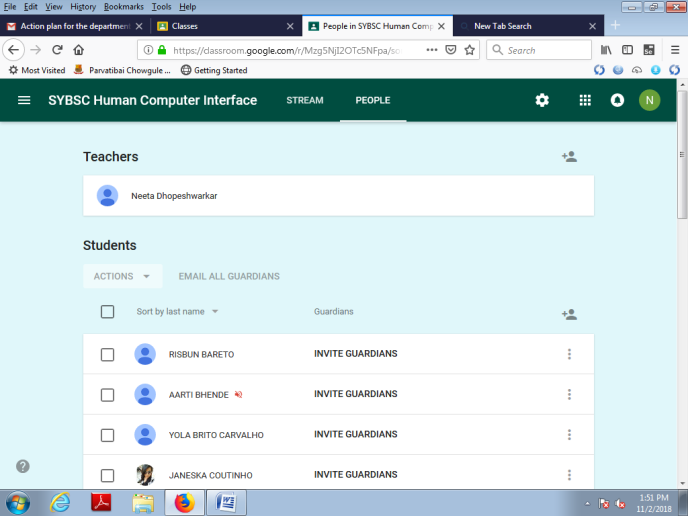 File Edit View History Bookmarks Tools Help
Action plan for the department
Classes
People in SYBSC Human Comp
New Tab Search
https://classroom.google.com/r/Mzg5NjI2OTc5NFpa/so
Search
Most Visited
Parvatibai Chowgule ...
Getting Started
SYBSC Human Computer Interface
STREAM
PEOPLE
N
Teachers
Neeta Dhopeshwarkar
Students
ACTIONS
EMAIL ALL GUARDIANS
Sort by last name
Guardians
RISBUN BARETO
INVITE GUARDIANS
AARTI BHENDE
INVITE GUARDIANS
YOLA BRITO CARVALHO
INVITE GUARDIANS
JANESKA COUTINHO
INVITE GUARDIANS
1:51 PM
11/2/2018